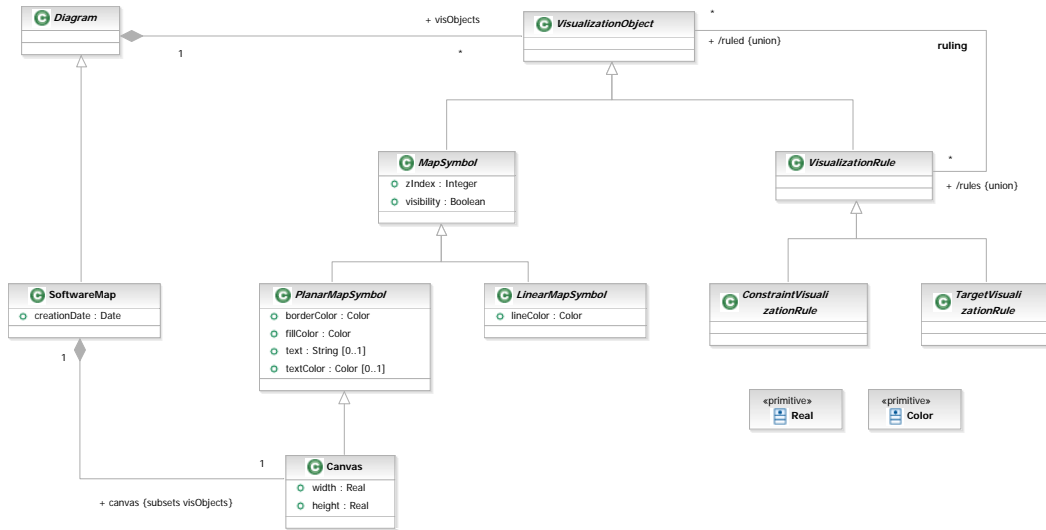 C Diagram
+ visObjects
1
*
C VisualizationObject
*
+ /ruled {union}
ruling
C MapSymbol
zIndex : Integer
visibility : Boolean
C VisualizationRule
*
+ /rules {union}
C SoftwareMap
creationDate : Date
1
C PlanarMapSymbol
borderColor : Color
fillColor : Color
text : String [0..1]
textColor : Color [0..1]
C LinearMapSymbol
lineColor : Color
C ConstraintVisuali
zationRule
C TargetVisuali
zationRule
«primitive»
Real
«primitive»
Color
1
+ canvas {subsets visObjects}
C Canvas
width : Real
height : Real